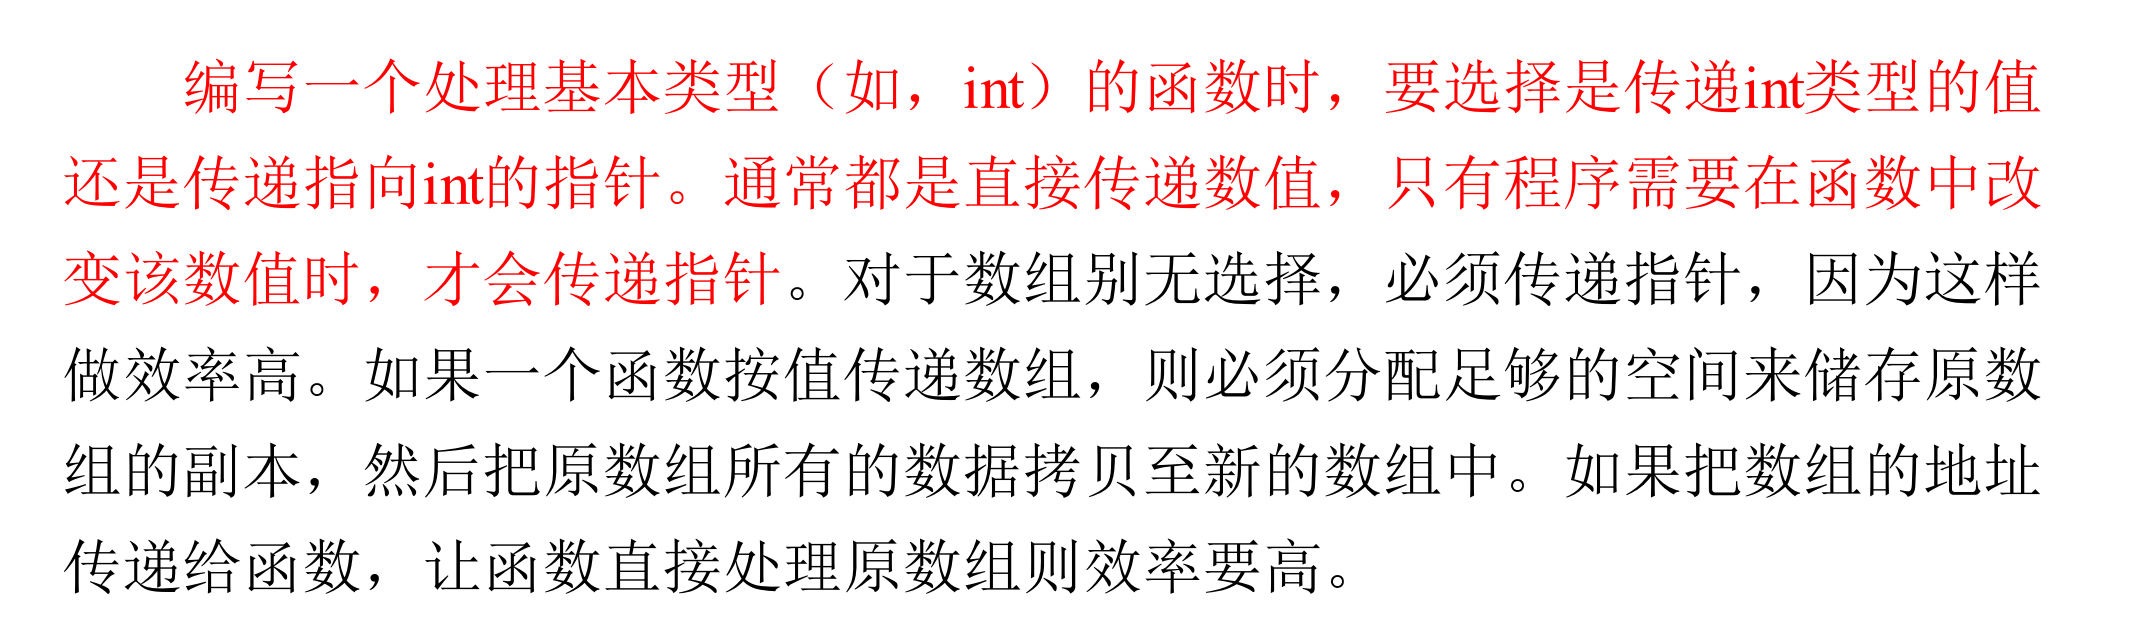 编写一个处理基本类型（如，int）的函数时，要选择是传递int类型的值
还是传递指向int的指针。通常都是直接传递数值，只有程序需要在函数中改
变该数值时，才会传递指针。对于数组别无选择，必须传递指针，因为这样
做效率高。如果一个函数按值传递数组，则必须分配足够的空间来储存原数
组的副本，然后把原数组所有的数据拷贝至新的数组中。如果把数组的地址
传递给函数，让函数直接处理原数组则效率要高。